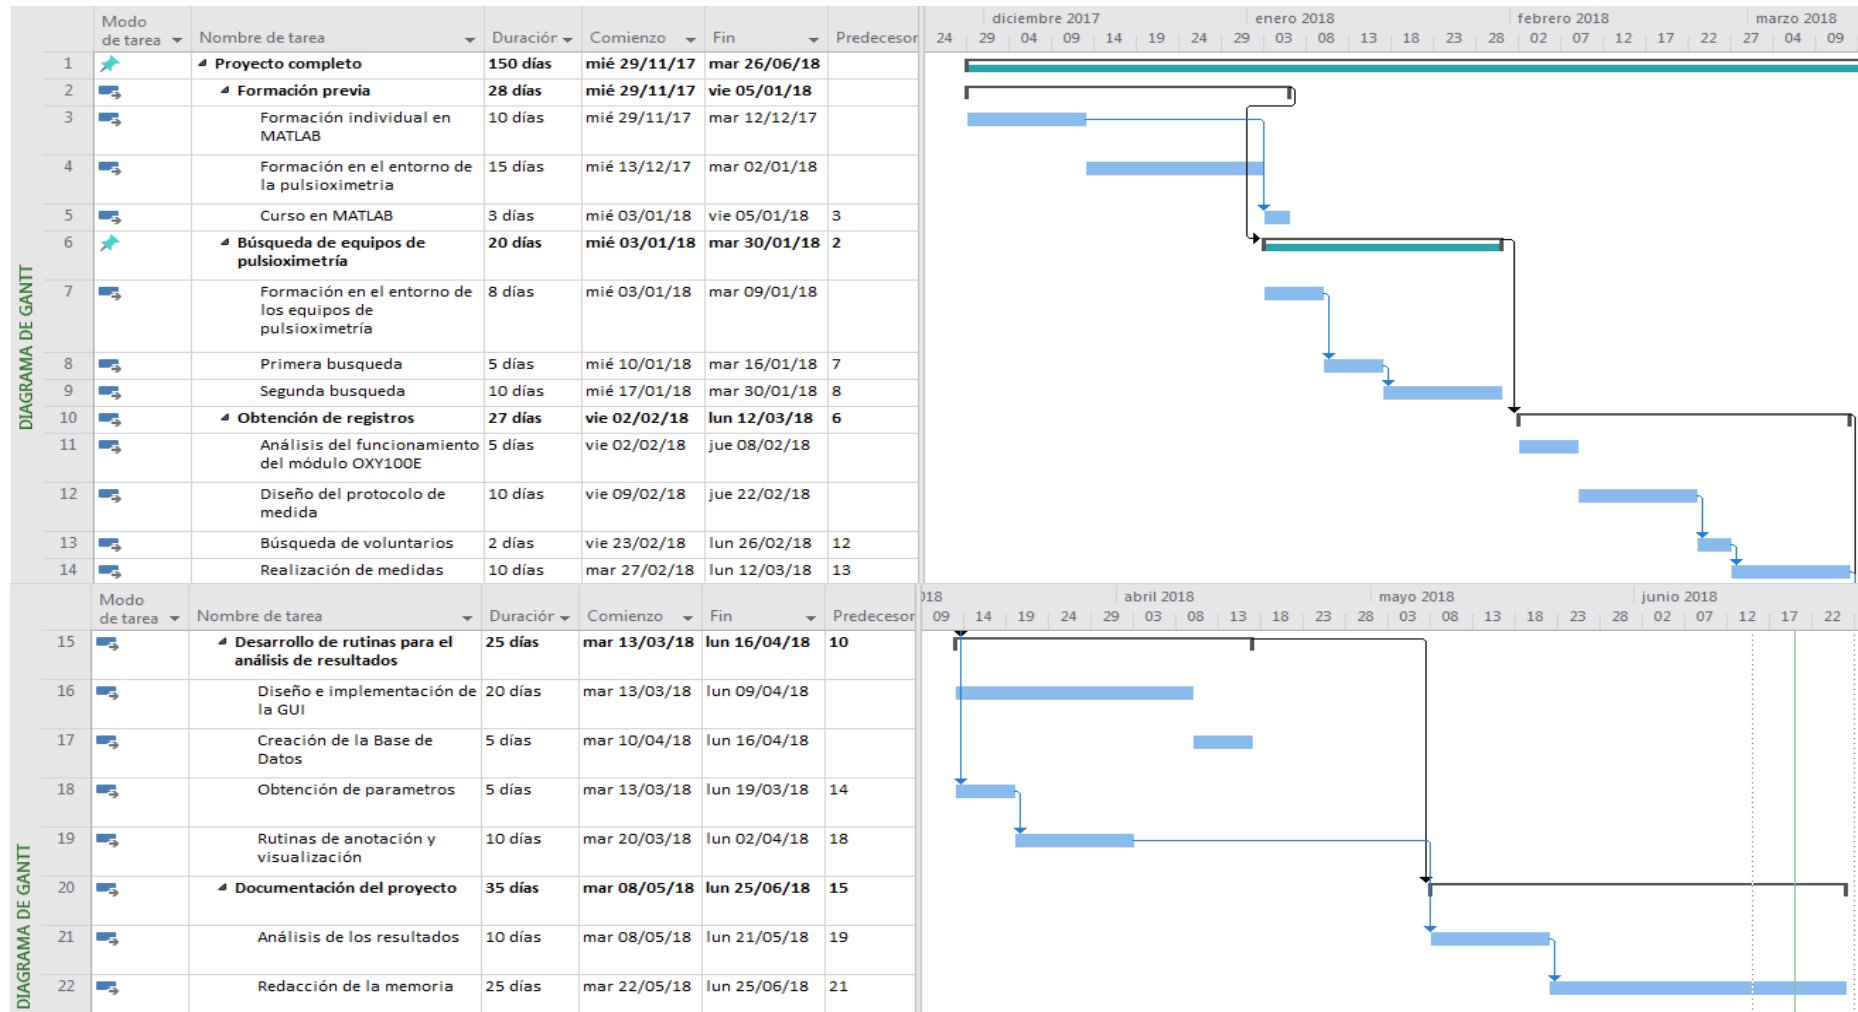 Modo de tarea Nombre de tarea Duración Comienzo Fin Predecesor
diciembre 2017 enero 2018 febrero 2018 marzo 2018
24 29 04 09 14 19 24 29 03 08 13 18 23 28 02 07 12 17 22 27 04 09
1 Proyecto completo 150 días mié 29/11/17 mar 26/06/18
2 Formación previa 28 días mié 29/11/17 vie 05/01/18
3 Formación individual en MATLAB 10 días mié 29/11/17 mar 12/12/17
4 Formación en el entorno de la pulsioximetria 15 días mié 13/12/17 mar 02/01/18
5 Curso en MATLAB 3 días mié 03/01/18 vie 05/01/18 3
6 Búsqueda de equipos de pulsioximetría 20 días mié 03/01/18 mar 30/01/18 2
7 Formación en el entorno de los equipos de pulsioximetría 8 días mié 03/01/18 mar 09/01/18
8 Primera busqueda 5 días mié 10/01/18 mar 16/01/18 7
9 Segunda busqueda 10 días mié 17/01/18 mar 30/01/18 8
10 Obtención de registros 27 días vie 02/02/18 lun 12/03/18 6
11 Análisis del funcionamiento del módulo OXY100E 5 días vie 02/02/18 jue 08/02/18
12 Diseño del protocolo de medida 10 días vie 09/02/18 jue 22/02/18
13 Búsqueda de voluntarios 2 días vie 23/02/18 lun 26/02/18 12
14 Realización de medidas 10 días mar 27/02/18 lun 12/03/18 13
DIAGRAMA DE GANTT
Modo de tarea Nombre de tarea Duración Comienzo Fin Predecesor
018 abril 2018 mayo 2018 junio 2018
09 14 19 24 29 03 08 13 18 23 28 03 08 13 18 23 28 02 07 12 17 22
15 Desarrollo de rutinas para el análisis de resultados 25 días mar 13/03/18 lun 16/04/18 10
16 Diseño e implementación de la GUI 20 días mar 13/03/18 lun 09/04/18
17 Creación de la Base de Datos 5 días mar 10/04/18 lun 16/04/18
18 Obtención de parametros 5 días mar 13/03/18 lun 19/03/18 14
19 Rutinas de anotación y visualización 10 días mar 20/03/18 lun 02/04/18 18
20 Documentación del proyecto 35 días mar 08/05/18 lun 25/06/18 15
21 Análisis de los resultados 10 días mar 08/05/18 lun 21/05/18 19
22 Redacción de la memoria 25 días mar 22/05/18 lun 25/06/18 21
DIAGRAMA DE GANTT